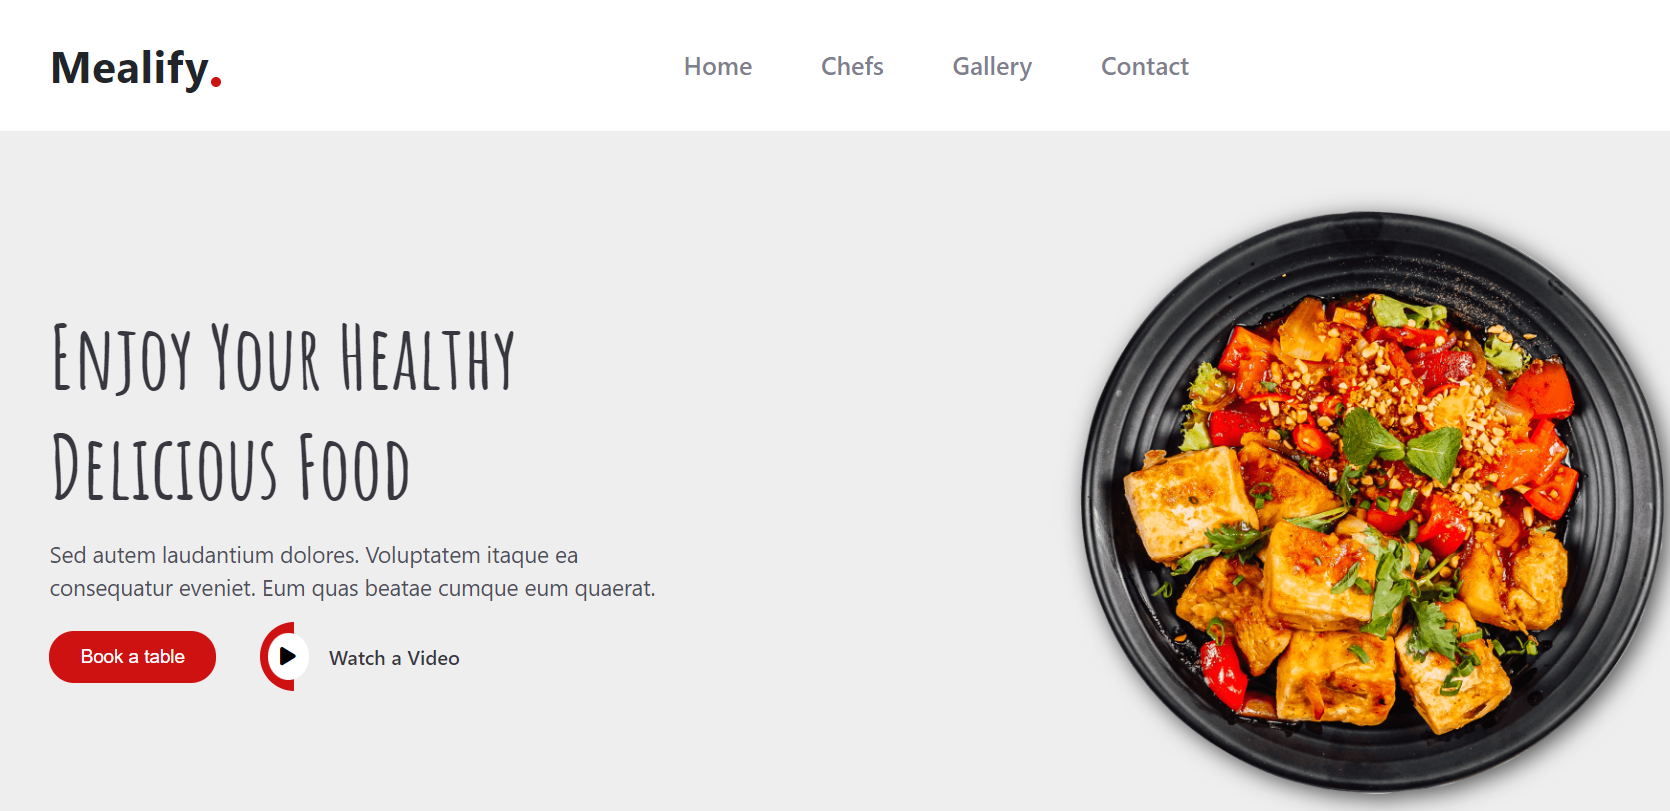 Mealify.
Home Chefs Gallery Contact
Enjoy Your Healthy
Delicious Food
Sed autem laudantium dolores. Voluptatem itaque ea
consequatur eveniet. Eum quas beatae cumque eum quaerat.
Book a table
Watch a Video